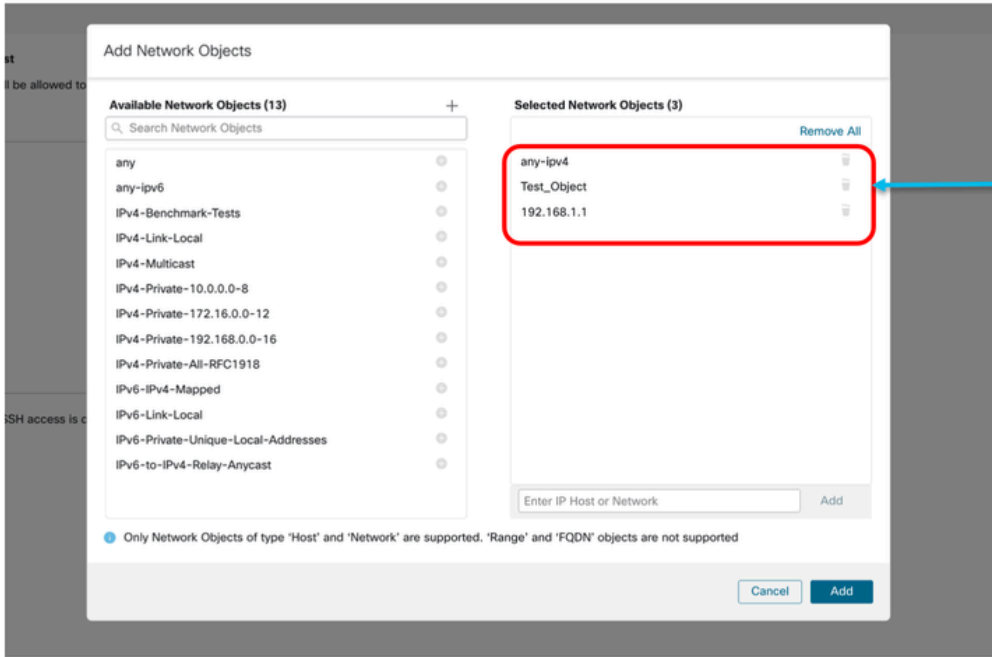 Add Network Objects
st
ll be allowed to
Available Network Objects (13)
Search Network Objects
any
any-ipv6
IPv4-Benchmark-Tests
IPv4-Link-Local
IPv4-Multicast
IPv4-Private-10.0.0.0-8
IPv4-Private-172.16.0.0-12
IPv4-Private-192.168.0.0-16
IPv4-Private-All-RFC1918
IPv6-IPv4-Mapped
IPv6-Link-Local
IPv6-Private-Unique-Local-Addresses
IPv6-to-IPv4-Relay-Anycast
SSH access is
Selected Network Objects (3)
Remove All
any-ipv4
Test_Object
192.168.1.1
Enter IP Host or Network
Add
Only Network Objects of type 'Host' and 'Network' are supported. 'Range' and 'FQDN' objects are not supported
Cancel
Add